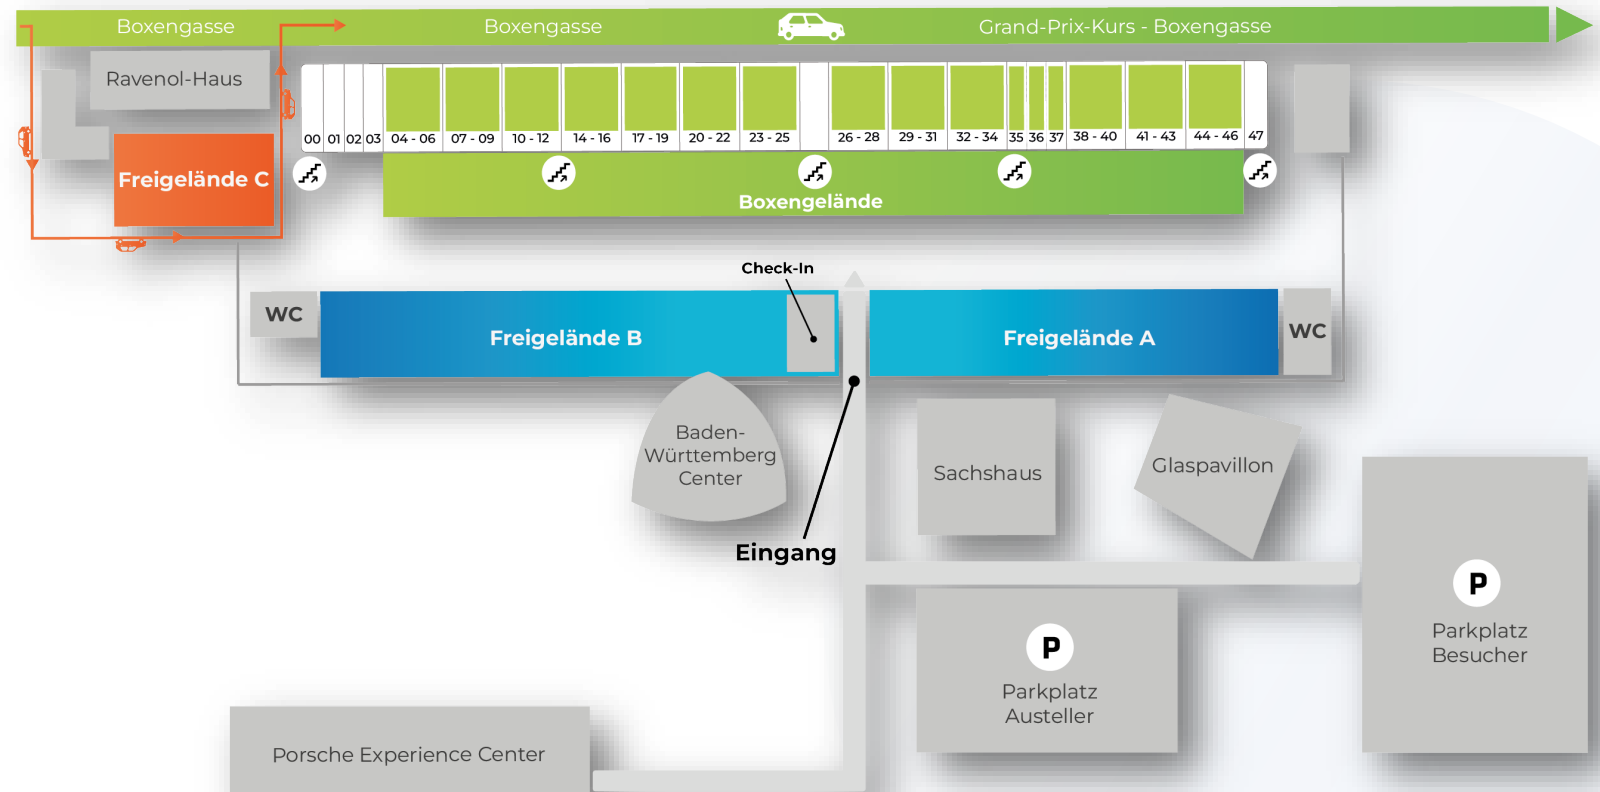 Boxengasse
Boxengasse
Grand-Prix-Kurs - Boxengasse
Ravenol-Haus
00
01
02
03
04 - 06
07 - 09
10 - 12
14 - 16
17 - 19
20 - 22
23 - 25
26 - 28
29 - 31
32 - 34
35
36
37
38 - 40
41 - 43
44 - 46
47
Freigelände C
Boxengelände
Check-In
WC
Freigelände B
Freigelände A
WC
Baden-
Württemberg
Center
Sachshaus
Glaspavillon
Eingang
P
Parkplatz
Besucher
P
Parkplatz
Austeller
Porsche Experience Center